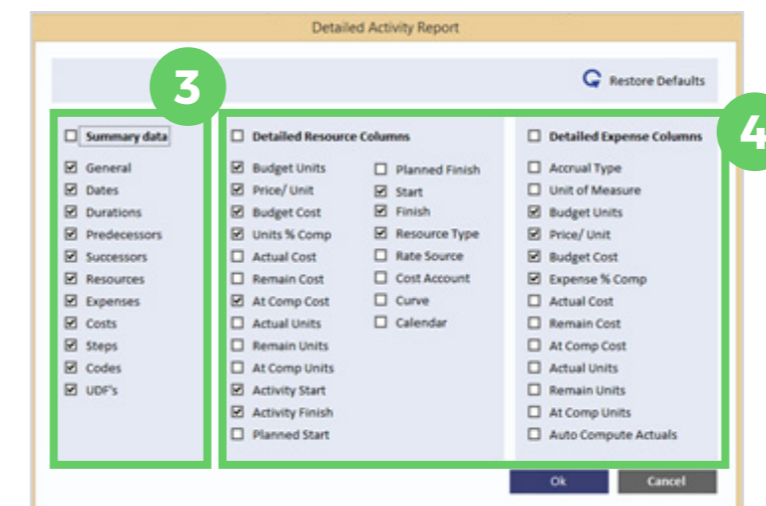 Detailed Activity Report
3
Restore Defaults
4
Summary data
General
Dates
Durations
Predecessors
Successors
Resources
Expenses
Costs
Steps
Codes
UDF's
Detailed Resource Columns
Budget Units
Price/ Unit
Budget Cost
Units % Comp
Actual Cost
Remain Cost
At Comp Cost
Actual Units
Remain Units
At Comp Units
Activity Start
Activity Finish
Planned Start
Planned Finish
Start
Finish
Resource Type
Rate Source
Cost Account
Curve
Calendar
Detailed Expense Columns
Accrual Type
Unit of Measure
Budget Units
Price/ Unit
Budget Cost
Expense % Comp
Actual Cost
Remain Cost
At Comp Cost
Actual Units
Remain Units
At Comp Units
Auto Compute Actuals
Ok
Cancel